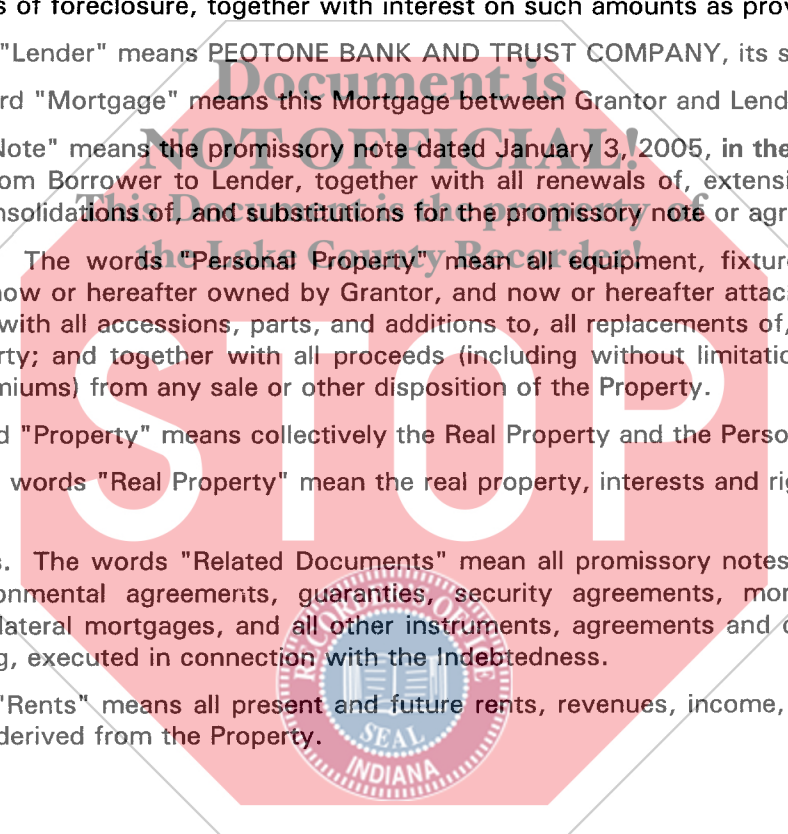 s of foreclosure, together with interest on such amounts as prov
"Lender" means PEOTONE BANK AND TRUST COMPANY, its s
Document is
rd "Mortgage" means this Mortgage between Grantor and Lend
NOT OFFICIAL!
Note" means the promissory note dated January 3, 2005, in the
om Borrower to Lender, together with all renewals of, extensi
This Document is the property of
nsolidations of, and substitutions for the promissory note or agr
the Lake County Recorder!
The words "Personal Property" mean all equipment, fixtur
now or hereafter owned by Grantor, and now or hereafter attac
with all accessions, parts, and additions to, all replacements of,
rty; and together with all proceeds (including without limitatio
miums) from any sale or other disposition of the Property.
STOP
d "Property" means collectively the Real Property and the Perso
words "Real Property" mean the real property, interests and rig
s. The words "Related Documents" mean all promissory notes
onmental agreements, guaranties, security agreements, mor
lateral mortgages, and all other instruments, agreements and d
g, executed in connection with the Indebtedness.
RECORDER'S OFFICE
"Rents" means all present and future rents, revenues, income,
derived from the Property.
SEAL
INDIANA